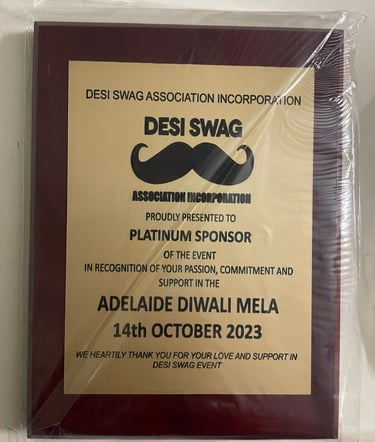 DESI SWAG ASSOCIATION INCORPORATION
DESI SWAG
ASSOCIATION INCORPORATION
PROUDLY PRESENTED TO
PLATINUM SPONSOR
OF THE EVENT
IN RECOGNITION OF YOUR PASSION, COMMITMENT AND
SUPPORT IN THE
ADELAIDE DIWALI MELA
14th OCTOBER 2023
WE HEARTILY THANK YOU FOR YOUR LOVE AND SUPPORT IN
DESI SWAG EVENT